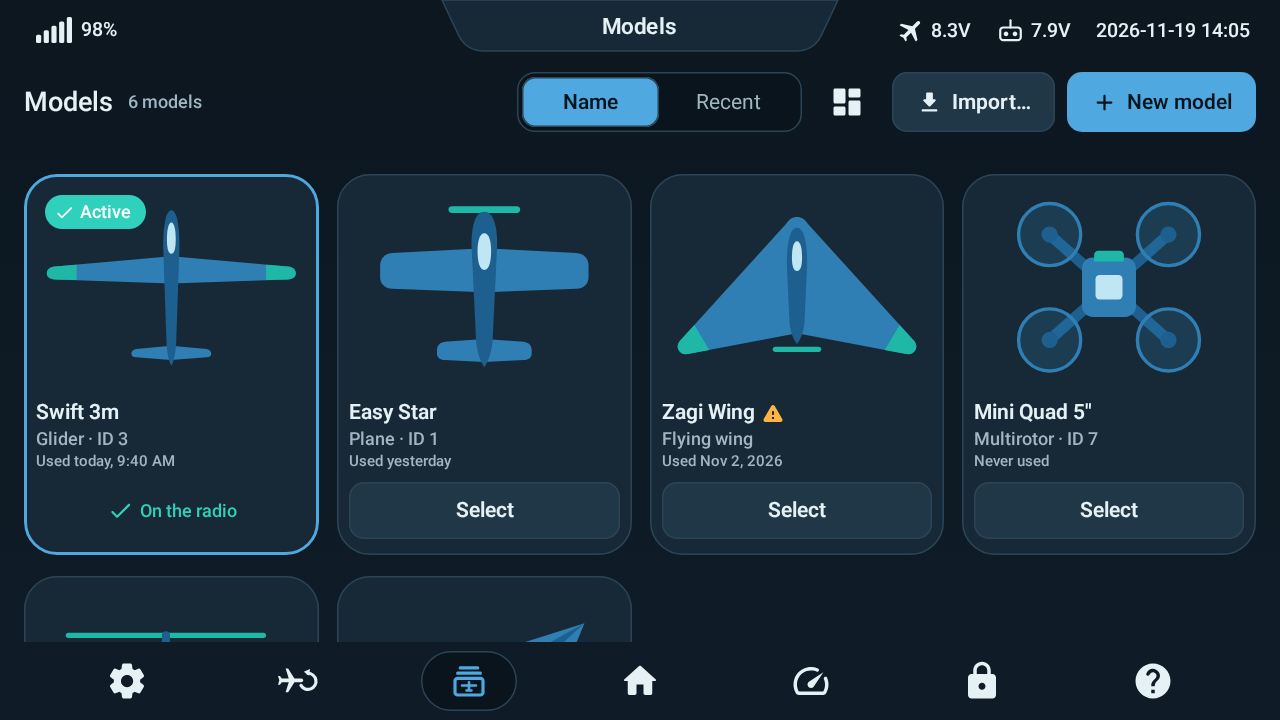 98%
Models
8.3V
7.9V
2026-11-19 14:05
Models
6 models
Name
Recent
Import...
New model
Active
Swift 3m
Glider · ID 3
Used today, 9:40 AM
On the radio
Easy Star
Plane · ID 1
Used yesterday
Select
Zagi Wing
Flying wing
Used Nov 2, 2026
Select
Mini Quad 5"
Multirotor · ID 7
Never used
Select